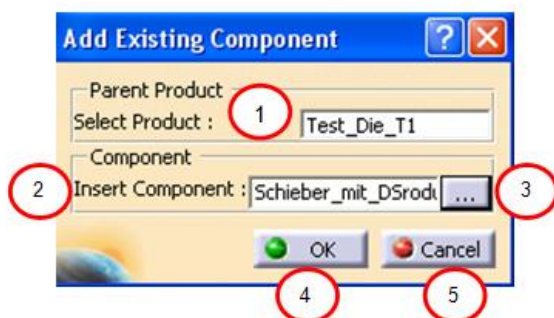 Add Existing Component ?
Parent Product
Select Product : 1 Test_Die_T1
Component
2 Insert Component : Schieber_mit_DSrodu ... 3
OK Cancel
4 5